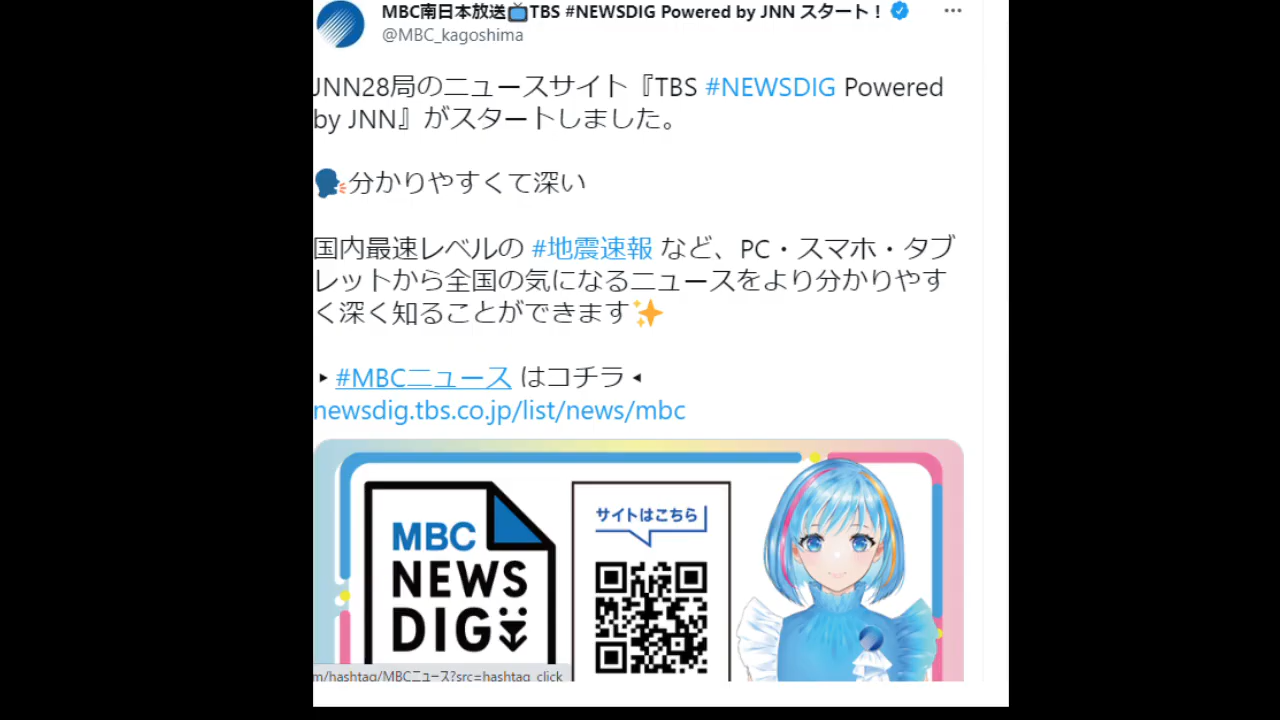 MBC南日本放送📺TBS #NEWSDIG Powered by JNN スタート！
@MBC_kagoshima
JNN28局のニュースサイト『TBS #NEWSDIG Powered
by JNN』がスタートしました。
🗣分かりやすくて深い
国内最速レベルの #地震速報 など、PC・スマホ・タブ
レットから全国の気になるニュースをより分かりやす
く深く知ることができます✨
▶ #MBCニュース はコチラ◀
newsdig.tbs.co.jp/list/news/mbc
MBC
NEWS
DIG
サイトはこちら
m/hashtag/MBCニュース?src=hashtag_click